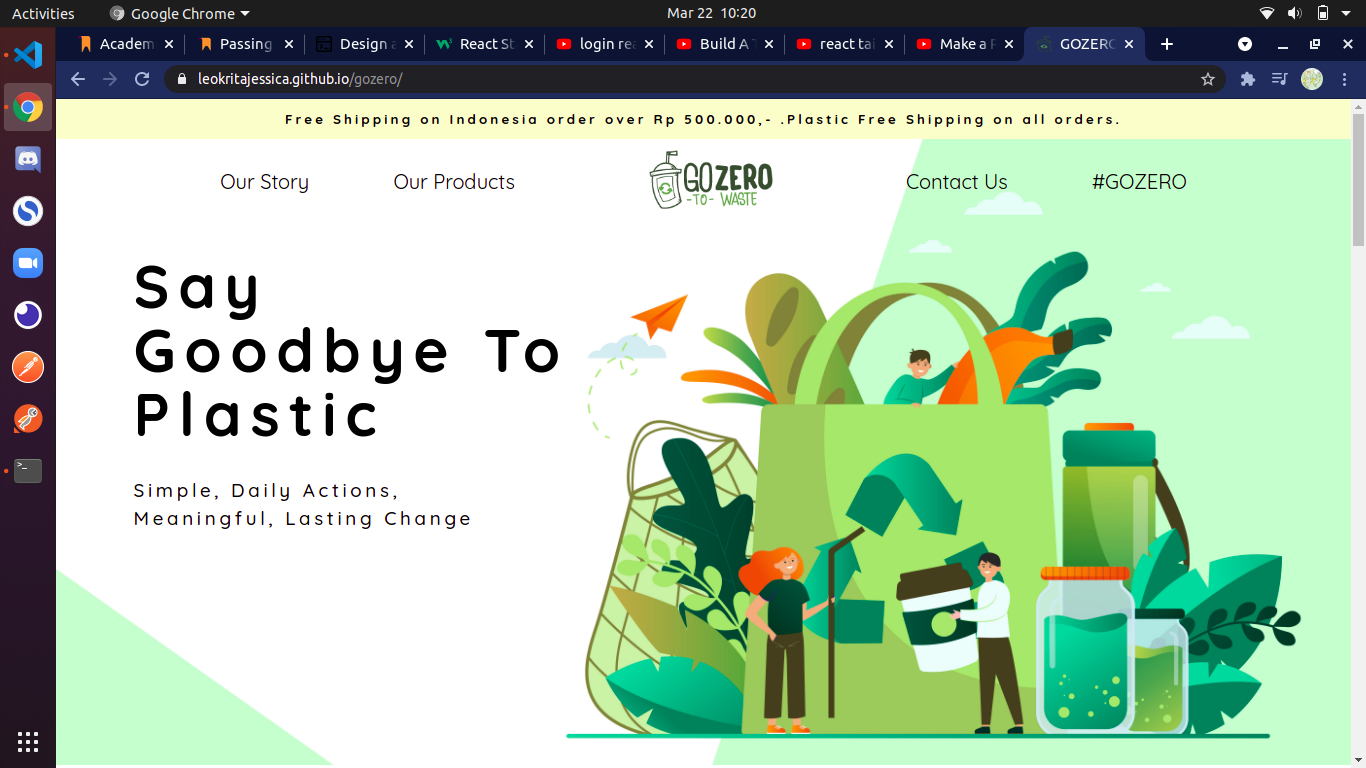 Activities
Google Chrome
Mar 22 10:20
Academ
Passing
Design a
React St
login rea
Build A T
react tai
Make a R
GOZERO
leokritajessica.github.io/gozero/
Free Shipping on Indonesia order over Rp 500.000,- .Plastic Free Shipping on all orders.
Our Story
Our Products
GOZERO
-TO- WASTE
Contact Us
#GOZERO
Say
Goodbye To
Plastic
Simple, Daily Actions,
Meaningful, Lasting Change